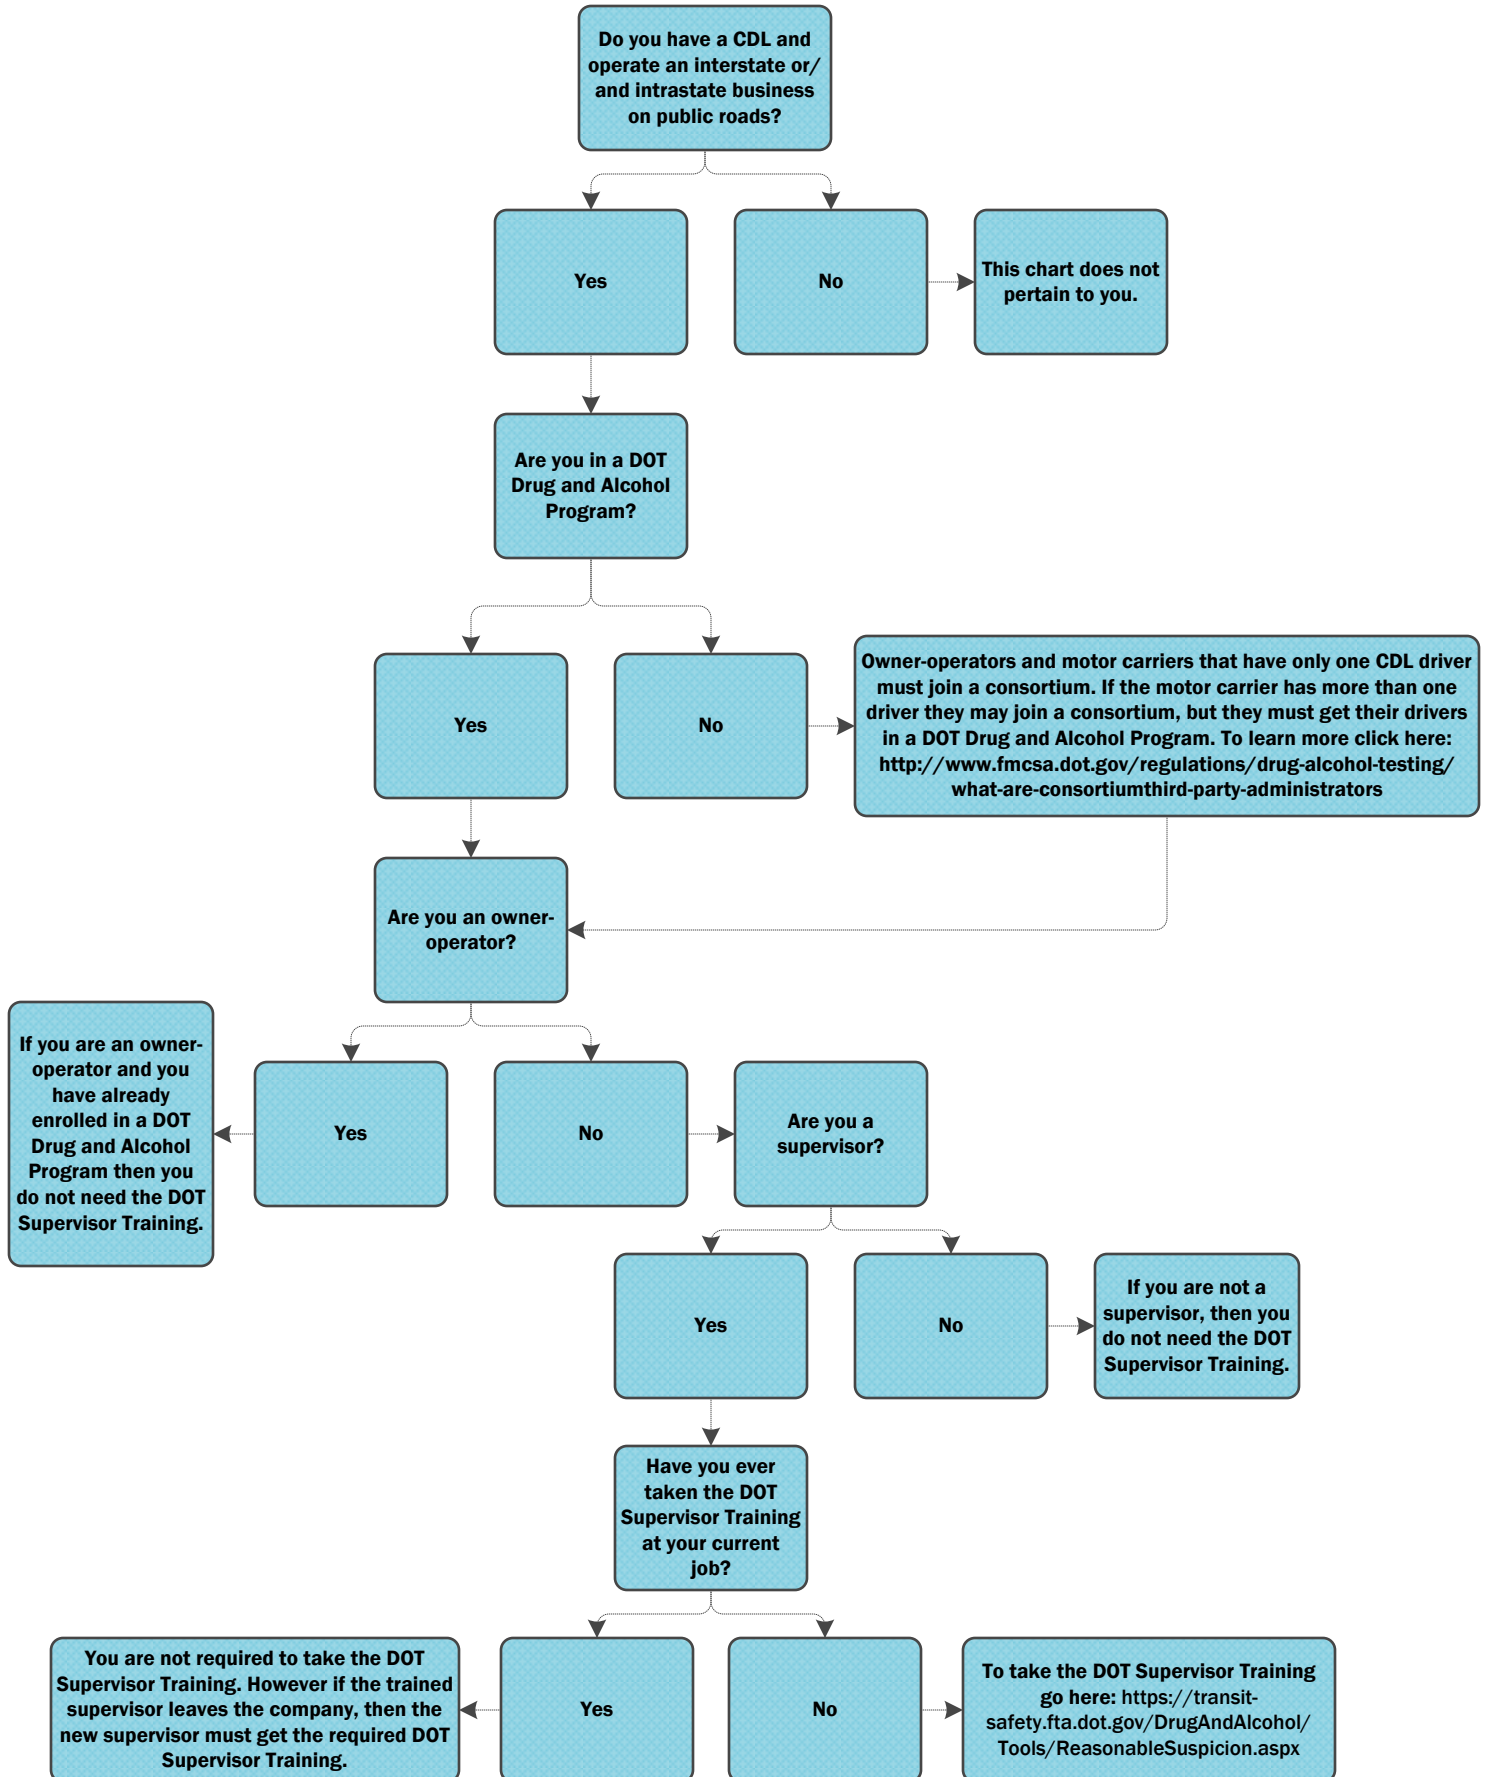 Do you have a CDL and
operate an interstate or/
and intrastate business
on public roads?
Yes
No
This chart does not
pertain to you.
Are you in a DOT
Drug and Alcohol
Program?
Yes
No
Owner-operators and motor carriers that have only one CDL driver
must join a consortium. If the motor carrier has more than one
driver they may join a consortium, but they must get their drivers
in a DOT Drug and Alcohol Program. To learn more click here:
http://www.fmcsa.dot.gov/regulations/drug-alcohol-testing/
what-are-consortiumthird-party-administrators
Are you an owner-
operator?
If you are an owner-
operator and you
have already
enrolled in a DOT
Drug and Alcohol
Program then you
do not need the DOT
Supervisor Training.
Yes
No
Are you a
supervisor?
Yes
No
If you are not a
supervisor, then you
do not need the DOT
Supervisor Training.
Have you ever
taken the DOT
Supervisor Training
at your current
job?
You are not required to take the DOT
Supervisor Training. However if the trained
supervisor leaves the company, then the
new supervisor must get the required DOT
Supervisor Training.
Yes
No
To take the DOT Supervisor Training
go here: https://transit-
safety.fta.dot.gov/DrugAndAlcohol/
Tools/ReasonableSuspicion.aspx